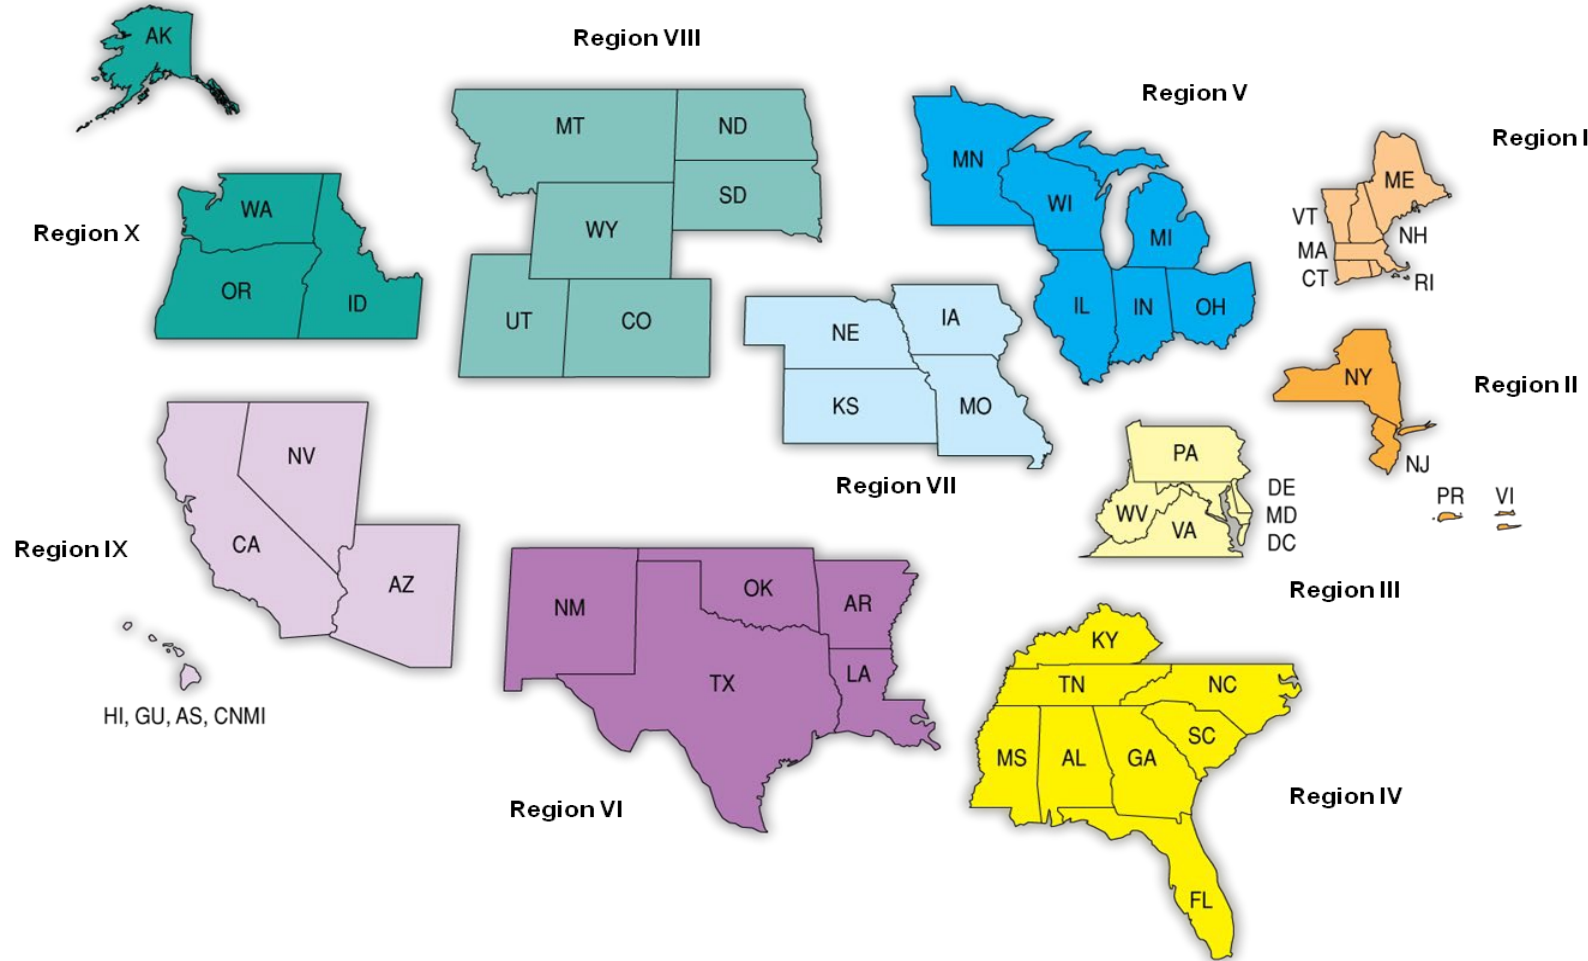 AK
Region VIII
Region V
Region I
MT
ND
MN
WI
MI
ME
VT
NH
MA
CT
RI
WA
SD
Region X
WY
OR
ID
UT
CO
NE
IA
IL
IN
OH
KS
MO
NY
Region II
NJ
Region VII
PA
DE
WV
MD
VA
DC
PR
VI
NV
CA
Region IX
AZ
Region III
NM
OK
AR
TX
LA
KY
TN
NC
SC
HI, GU, AS, CNMI
MS
AL
GA
Region VI
Region IV
FL